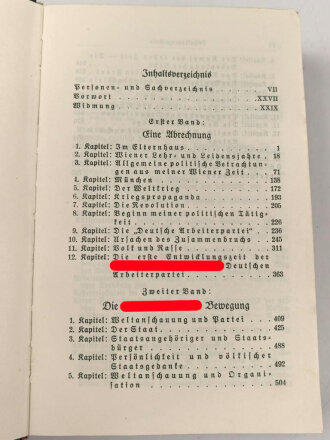 Inhaltsverzeichnis
Personen- und Sachverzeichnis . . . . . VII
Vorwort . . . . . . . . . . . . . . . XXVII
Widmung . . . . . . . . . . . . . . . XXIX
Erster Band:
Eine Abrechnung
1. Kapitel: Im Elternhaus . . . . . . . . 1
2. Kapitel: Wiener Lehr- und Leidensjahre . 18
3. Kapitel: Allgemeine politische Betrachtun-
gen aus meiner Wiener Zeit . . . . 71
4. Kapitel: München . . . . . . . . . . 138
5. Kapitel: Der Weltkrieg . . . . . . . . 172
6. Kapitel: Kriegspropaganda . . . . . . . 193
7. Kapitel: Die Revolution . . . . . . . . 205
8. Kapitel: Beginn meiner politischen Tätig-
keit . . . . . . . . . . . . . . . 226
9. Kapitel: Die „Deutsche Arbeiterpartei“ . . 236
10. Kapitel: Ursachen des Zusammenbruchs . 245
11. Kapitel: Volk und Rasse . . . . . . . . 311
12. Kapitel: Die erste Entwicklungszeit der
Deutschen
Arbeiterpartei . . . . . . . . . . 363
Zweiter Band:
Die Bewegung
1. Kapitel: Weltanschauung und Partei . . . 409
2. Kapitel: Der Staat . . . . . . . . . . . 425
3. Kapitel: Staatsangehöriger und Staats-
bürger . . . . . . . . . . . . . . 488
4. Kapitel: Persönlichkeit und völkischer
Staatsgedanke . . . . . . . . . . 492
5. Kapitel: Weltanschauung und Organi-
sation . . . . . . . . . . . . . . 504